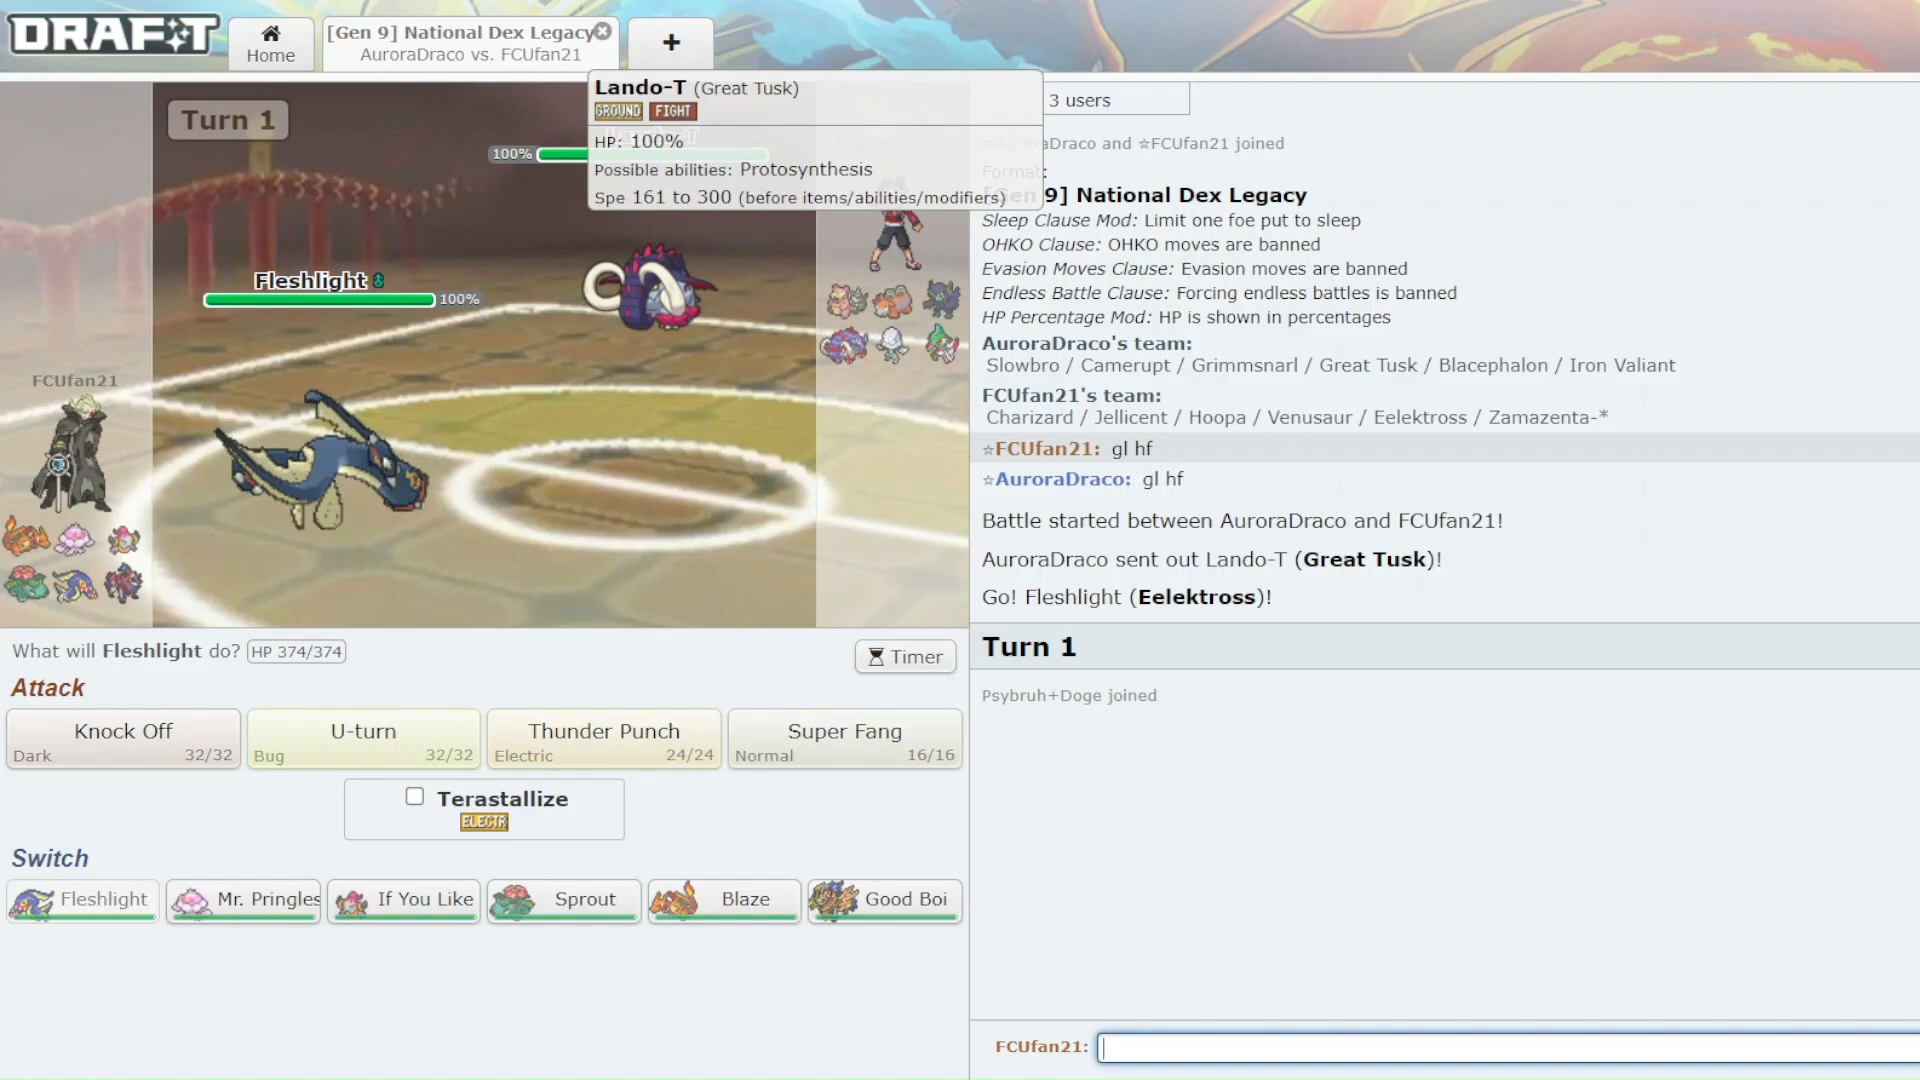 DRAFT
Home
[Gen 9] National Dex Legacy
AuroraDraco vs. FCUfan21
+
Lando-T (Great Tusk)
GROUND FIGHT
HP: 100%
Possible abilities: Protosynthesis
Spe 161 to 300 (before items/abilities/modifiers)
Turn 1
100%
Fleshlight
100%
FCUfan21
3 users
AuroraDraco and ☆FCUfan21 joined
Format:
[Gen 9] National Dex Legacy
Sleep Clause Mod: Limit one foe put to sleep
OHKO Clause: OHKO moves are banned
Evasion Moves Clause: Evasion moves are banned
Endless Battle Clause: Forcing endless battles is banned
HP Percentage Mod: HP is shown in percentages
AuroraDraco's team:
Slowbro / Camerupt / Grimmsnarl / Great Tusk / Blacephalon / Iron Valiant
FCUfan21's team:
Charizard / Jellicent / Hoopa / Venusaur / Eelektross / Zamazenta-*
☆FCUfan21: gl hf
☆AuroraDraco: gl hf
Battle started between AuroraDraco and FCUfan21!
AuroraDraco sent out Lando-T (Great Tusk)!
Go! Fleshlight (Eelektross)!
Turn 1
Psybruh+Doge joined
What will Fleshlight do? HP 374/374
Timer
Attack
Knock Off
Dark 32/32
U-turn
Bug 32/32
Thunder Punch
Electric 24/24
Super Fang
Normal 16/16
Terastallize
ELECTR
Switch
Fleshlight
Mr. Pringles
If You Like
Sprout
Blaze
Good Boi
FCUfan21: